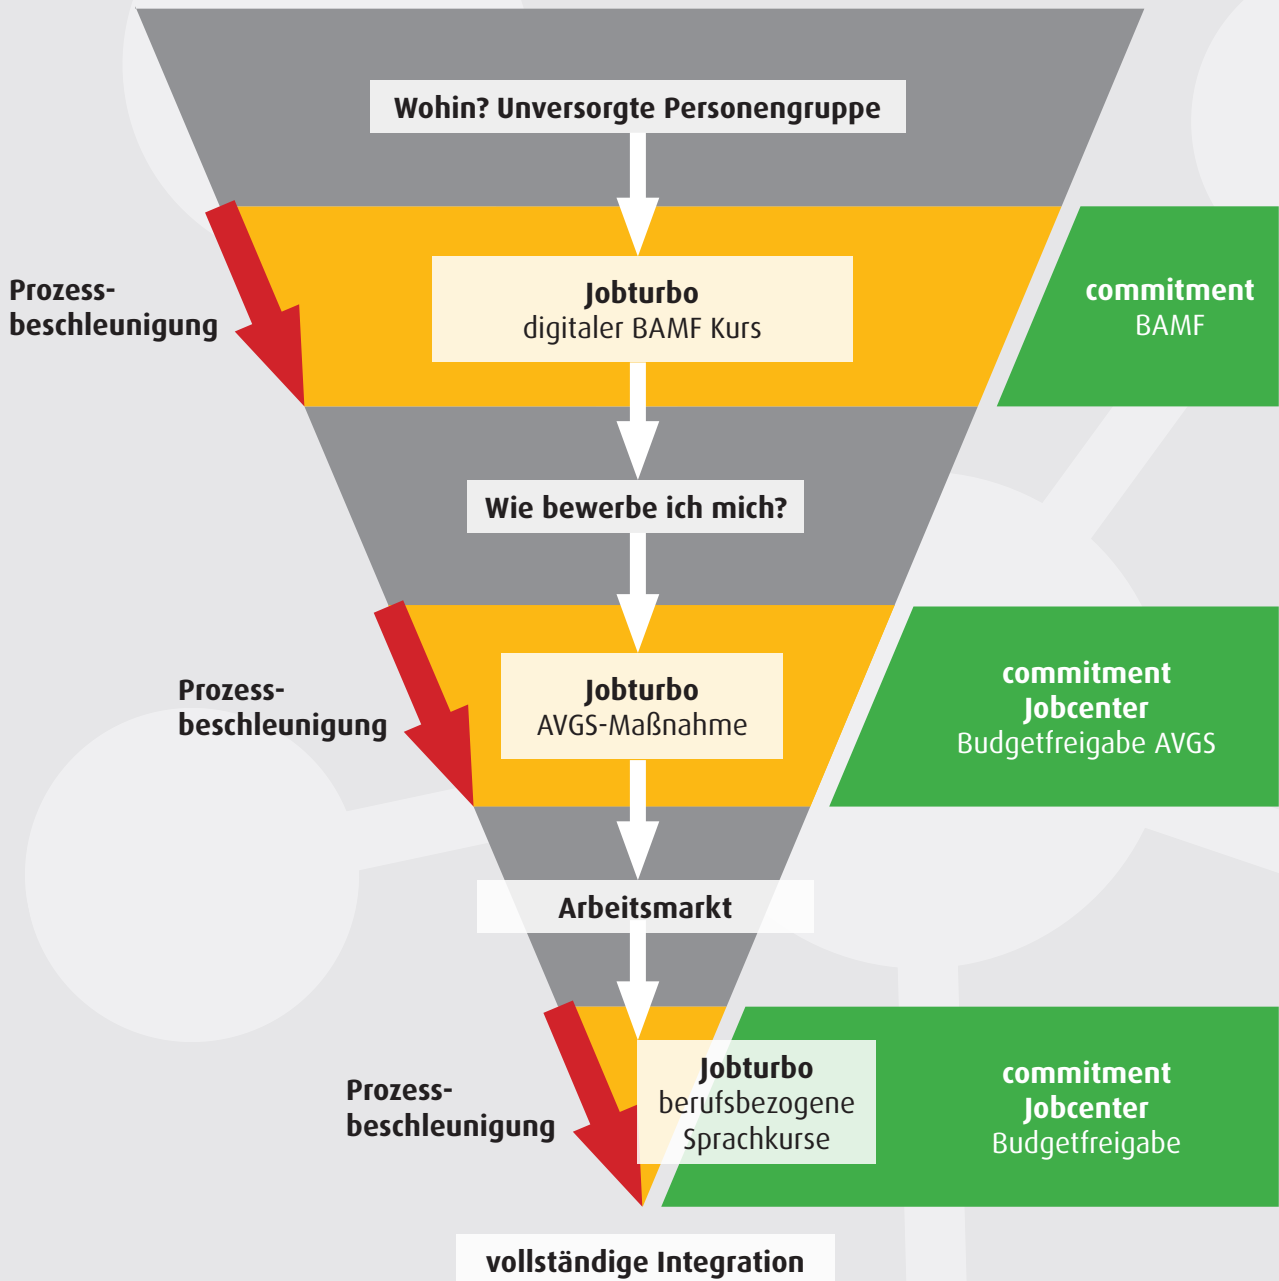 Wohin? Unversorgte Personengruppe
Prozess-
beschleunigung
Jobturbo
digitaler BAMF Kurs
commitment
BAMF
Wie bewerbe ich mich?
Prozess-
beschleunigung
Jobturbo
AVGS-Maßnahme
commitment
Jobcenter
Budgetfreigabe AVGS
Arbeitsmarkt
Prozess-
beschleunigung
Jobturbo
berufsbezogene
Sprachkurse
commitment
Jobcenter
Budgetfreigabe
vollständige Integration